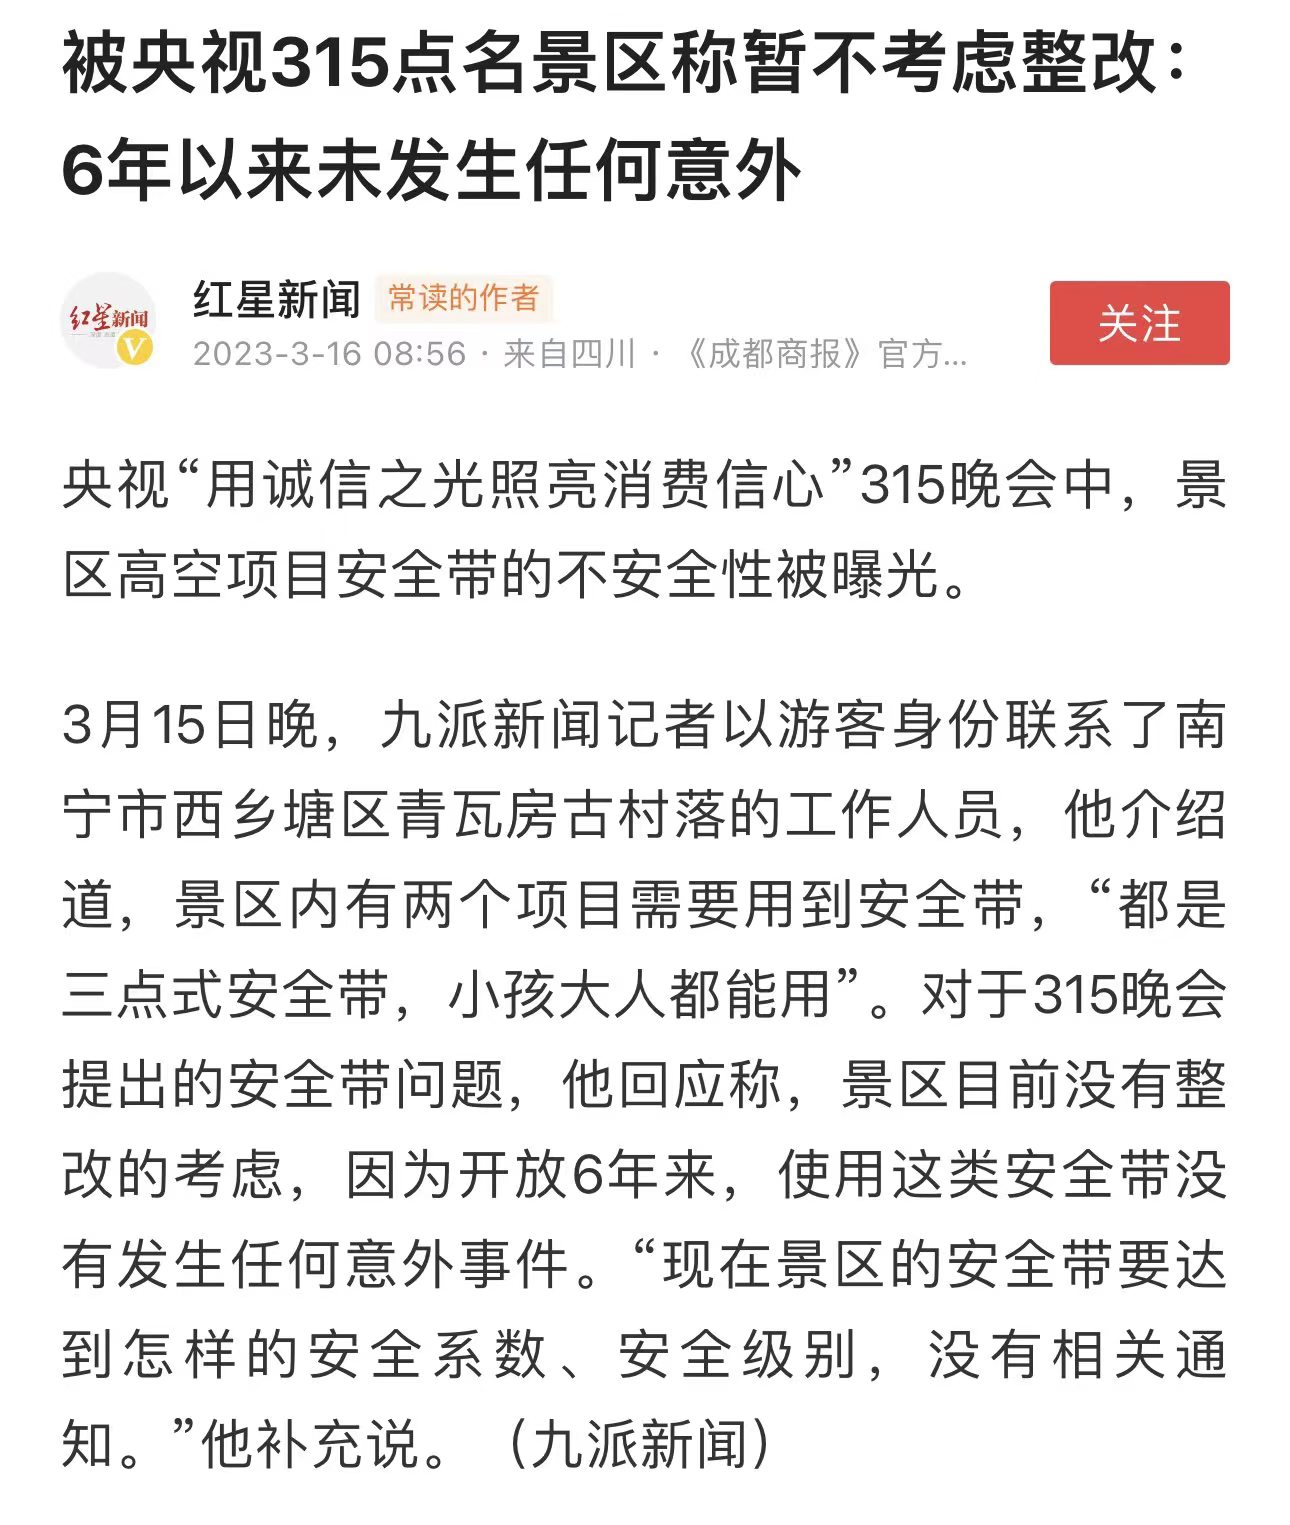 被央视315点名景区称暂不考虑整改：
6年以来未发生任何意外
红星新闻
V
红星新闻 常读的作者
2023-3-16 08:56 · 来自四川 · 《成都商报》官方...
关注
央视“用诚信之光照亮消费信心”315晚会中，景
区高空项目安全带的不安全性被曝光。
3月15日晚，九派新闻记者以游客身份联系了南
宁市西乡塘区青瓦房古村落的工作人员，他介绍
道，景区内有两个项目需要用到安全带，“都是
三点式安全带，小孩大人都能用”。对于315晚会
提出的安全带问题，他回应称，景区目前没有整
改的考虑，因为开放6年来，使用这类安全带没
有发生任何意外事件。“现在景区的安全带要达
到怎样的安全系数、安全级别，没有相关通
知。”他补充说。（九派新闻）